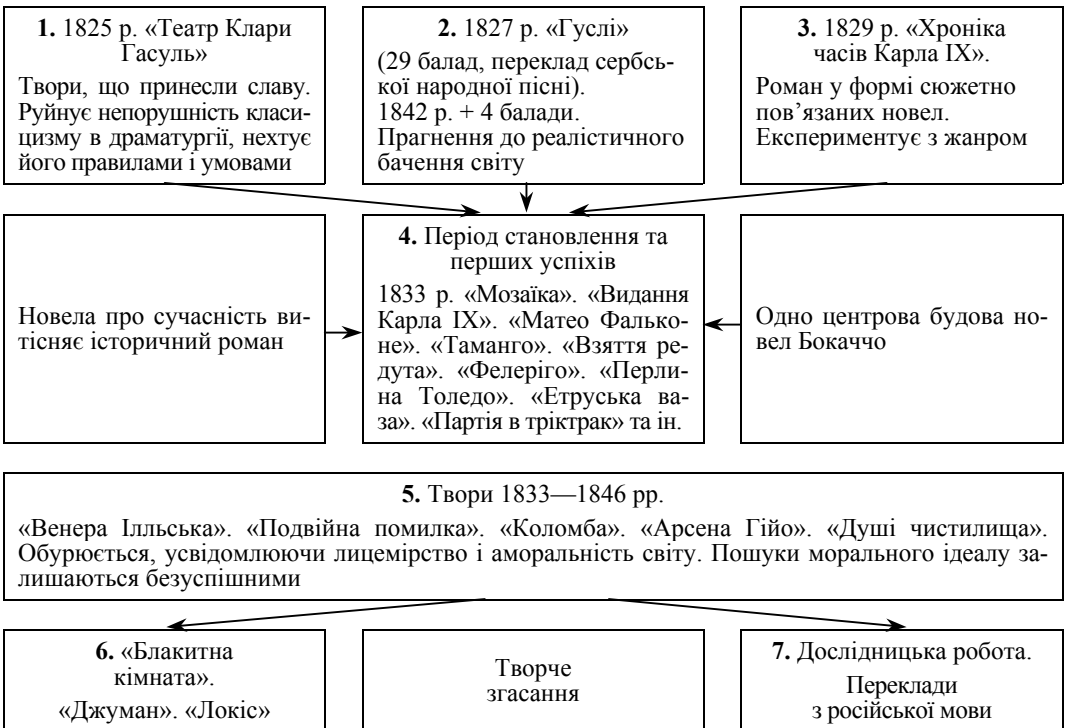 1. 1825 р. «Театр Клари
Гасуль»
Твори, що принесли славу.
Руйнує непорушність класи-
цизму в драматургії, нехтує
його правилами і умовами
2. 1827 р. «Гуслі»
(29 балад, переклад сербсь-
кої народної пісні).
1842 р. + 4 балади.
Прагнення до реалістичного
бачення світу
3. 1829 р. «Хроніка
часів Карла IX».
Роман у формі сюжетно
пов’язаних новел.
Експериментує з жанром
Новела про сучасність ви-
тісняє історичний роман
4. Період становлення та
перших успіхів
1833 р. «Мозаїка». «Видання
Карла IX». «Матео Фалько-
не». «Таманго». «Взяття ре-
дута». «Фелеріго». «Перли-
на Толедо». «Етруська ва-
за». «Партія в тріктрак» та ін.
Одно центрова будова но-
вел Бокаччо
5. Твори 1833—1846 рр.
«Венера Ілльська». «Подвійна помилка». «Коломба». «Арсена Гійо». «Душі чистилища».
Обурюється, усвідомлюючи лицемірство і аморальність світу. Пошуки морального ідеалу за-
лишаються безуспішними
6. «Блакитна
кімната».
«Джуман». «Локіс»
Творче
згасання
7. Дослідницька робота.
Переклади
з російської мови